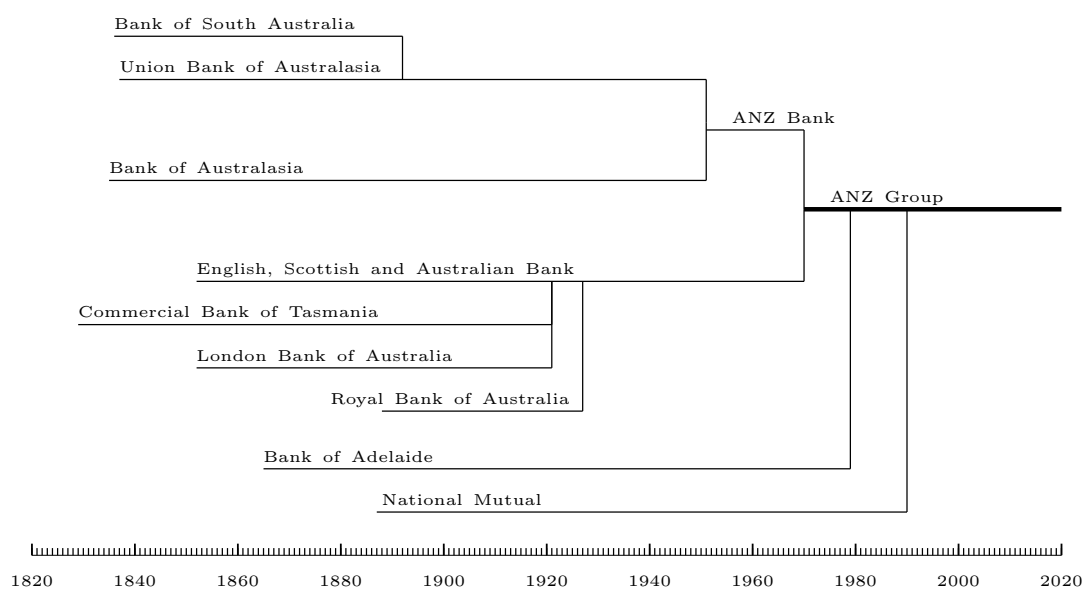 Bank of South Australia
Union Bank of Australasia
ANZ Bank
Bank of Australasia
ANZ Group
English, Scottish and Australian Bank
Commercial Bank of Tasmania
London Bank of Australia
Royal Bank of Australia
Bank of Adelaide
National Mutual
1820 1840 1860 1880 1900 1920 1940 1960 1980 2000 2020